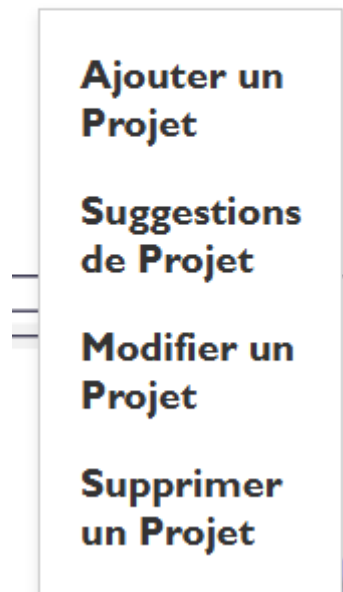 Ajouter un
Projet
Suggestions
de Projet
Modifier un
Projet
Supprimer
un Projet